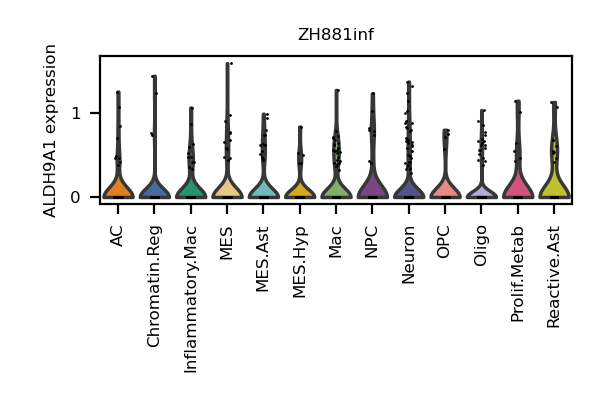 ZH881inf
ALDH9A1 expression
1
0
AC
Chromatin.Reg
Inflammatory.Mac
MES
MES.Ast
MES.Hyp
Mac
NPC
Neuron
OPC
Oligo
Prolif.Metab
Reactive.Ast